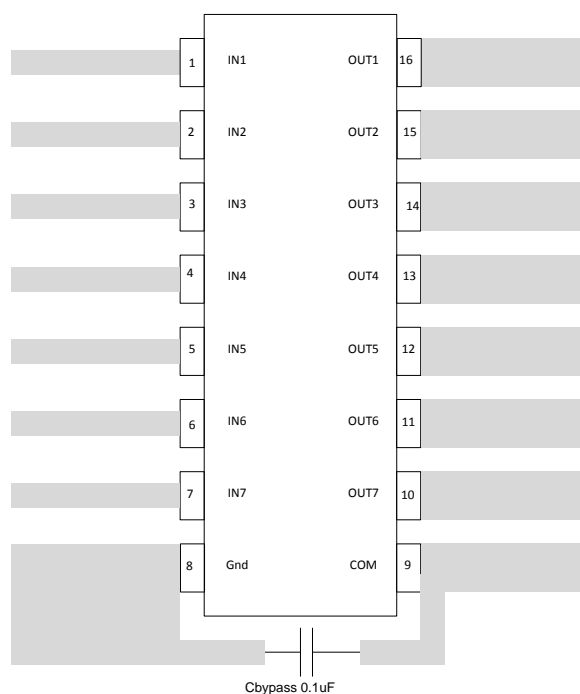 1 IN1 OUT1 16
2 IN2 OUT2 15
3 IN3 OUT3 14
4 IN4 OUT4 13
5 IN5 OUT5 12
6 IN6 OUT6 11
7 IN7 OUT7 10
8 Gnd COM 9
Cbypass 0.1uF